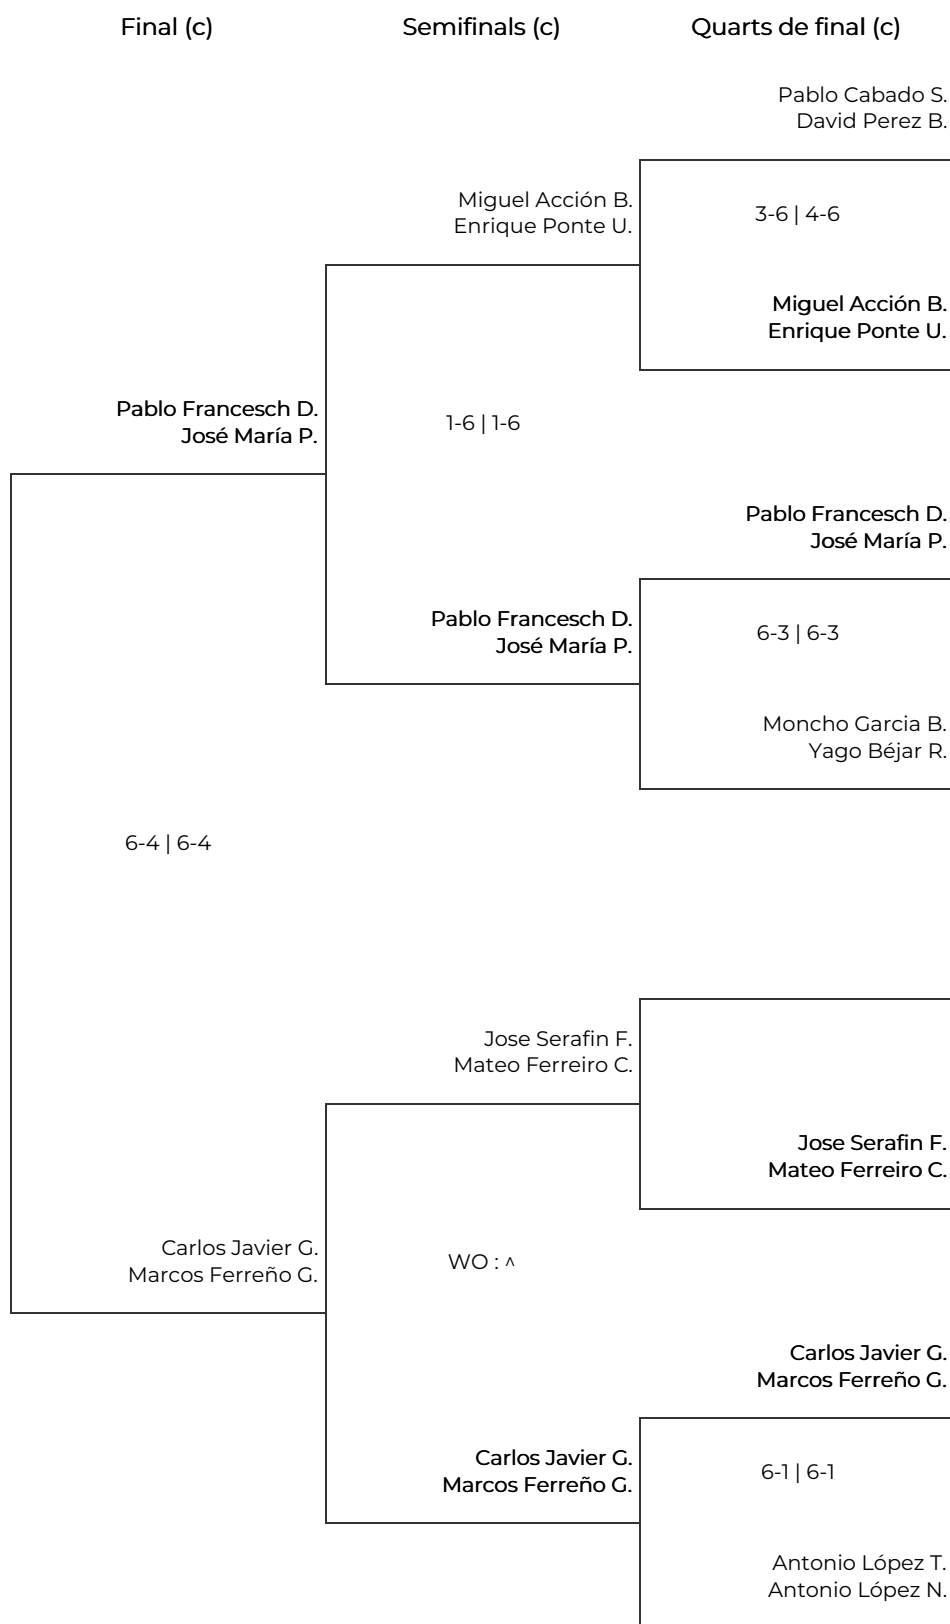 Final (c)
Semifinals (c)
Quarts de final (c)
Pablo Cabado S.
David Perez B.
Miguel Acción B.
Enrique Ponte U.
3-6 | 4-6
Miguel Acción B.
Enrique Ponte U.
Pablo Francesch D.
José María P.
1-6 | 1-6
Pablo Francesch D.
José María P.
Pablo Francesch D.
José María P.
6-3 | 6-3
Moncho Garcia B.
Yago Béjar R.
6-4 | 6-4
Jose Serafin F.
Mateo Ferreiro C.
Jose Serafin F.
Mateo Ferreiro C.
Carlos Javier G.
Marcos Ferreño G.
WO : ^
Carlos Javier G.
Marcos Ferreño G.
Carlos Javier G.
Marcos Ferreño G.
6-1 | 6-1
Antonio López T.
Antonio López N.